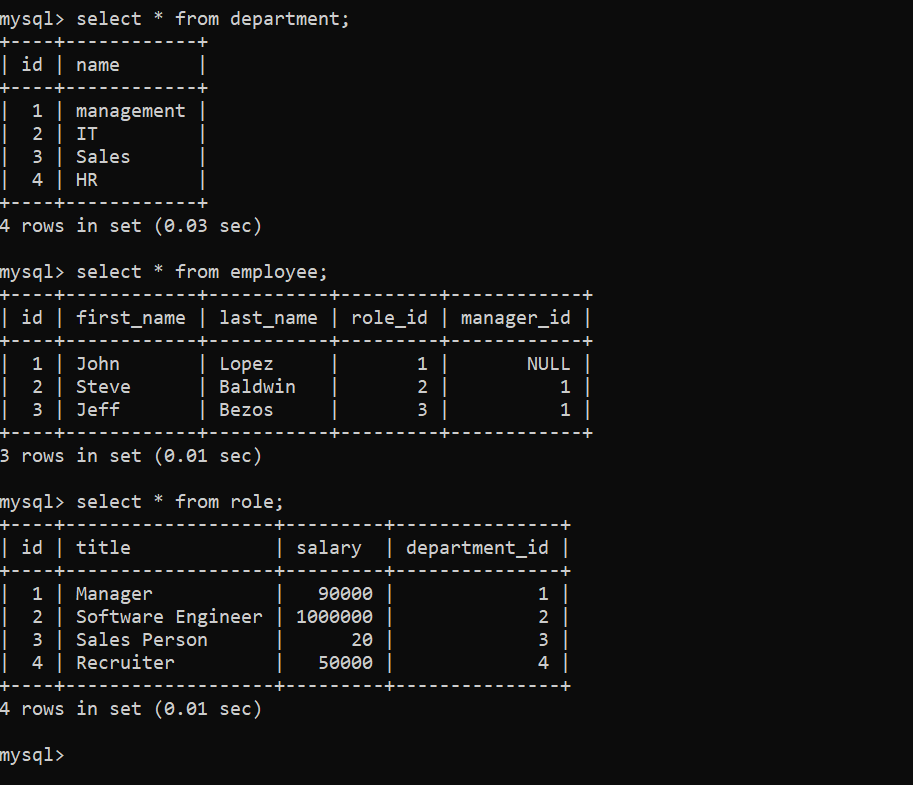 mysql> select * from department;
+----+------------+
| id | name       |
+----+------------+
|  1 | management |
|  2 | IT         |
|  3 | Sales      |
|  4 | HR         |
+----+------------+
4 rows in set (0.03 sec)

mysql> select * from employee;
+----+------------+-----------+---------+------------+
| id | first_name | last_name | role_id | manager_id |
+----+------------+-----------+---------+------------+
|  1 | John       | Lopez     |       1 |       NULL |
|  2 | Steve      | Baldwin   |       2 |          1 |
|  3 | Jeff       | Bezos     |       3 |          1 |
+----+------------+-----------+---------+------------+
3 rows in set (0.01 sec)

mysql> select * from role;
+----+-------------------+---------+---------------+
| id | title             | salary  | department_id |
+----+-------------------+---------+---------------+
|  1 | Manager           |   90000 |             1 |
|  2 | Software Engineer | 1000000 |             2 |
|  3 | Sales Person      |      20 |             3 |
|  4 | Recruiter         |   50000 |             4 |
+----+-------------------+---------+---------------+
4 rows in set (0.01 sec)

mysql>